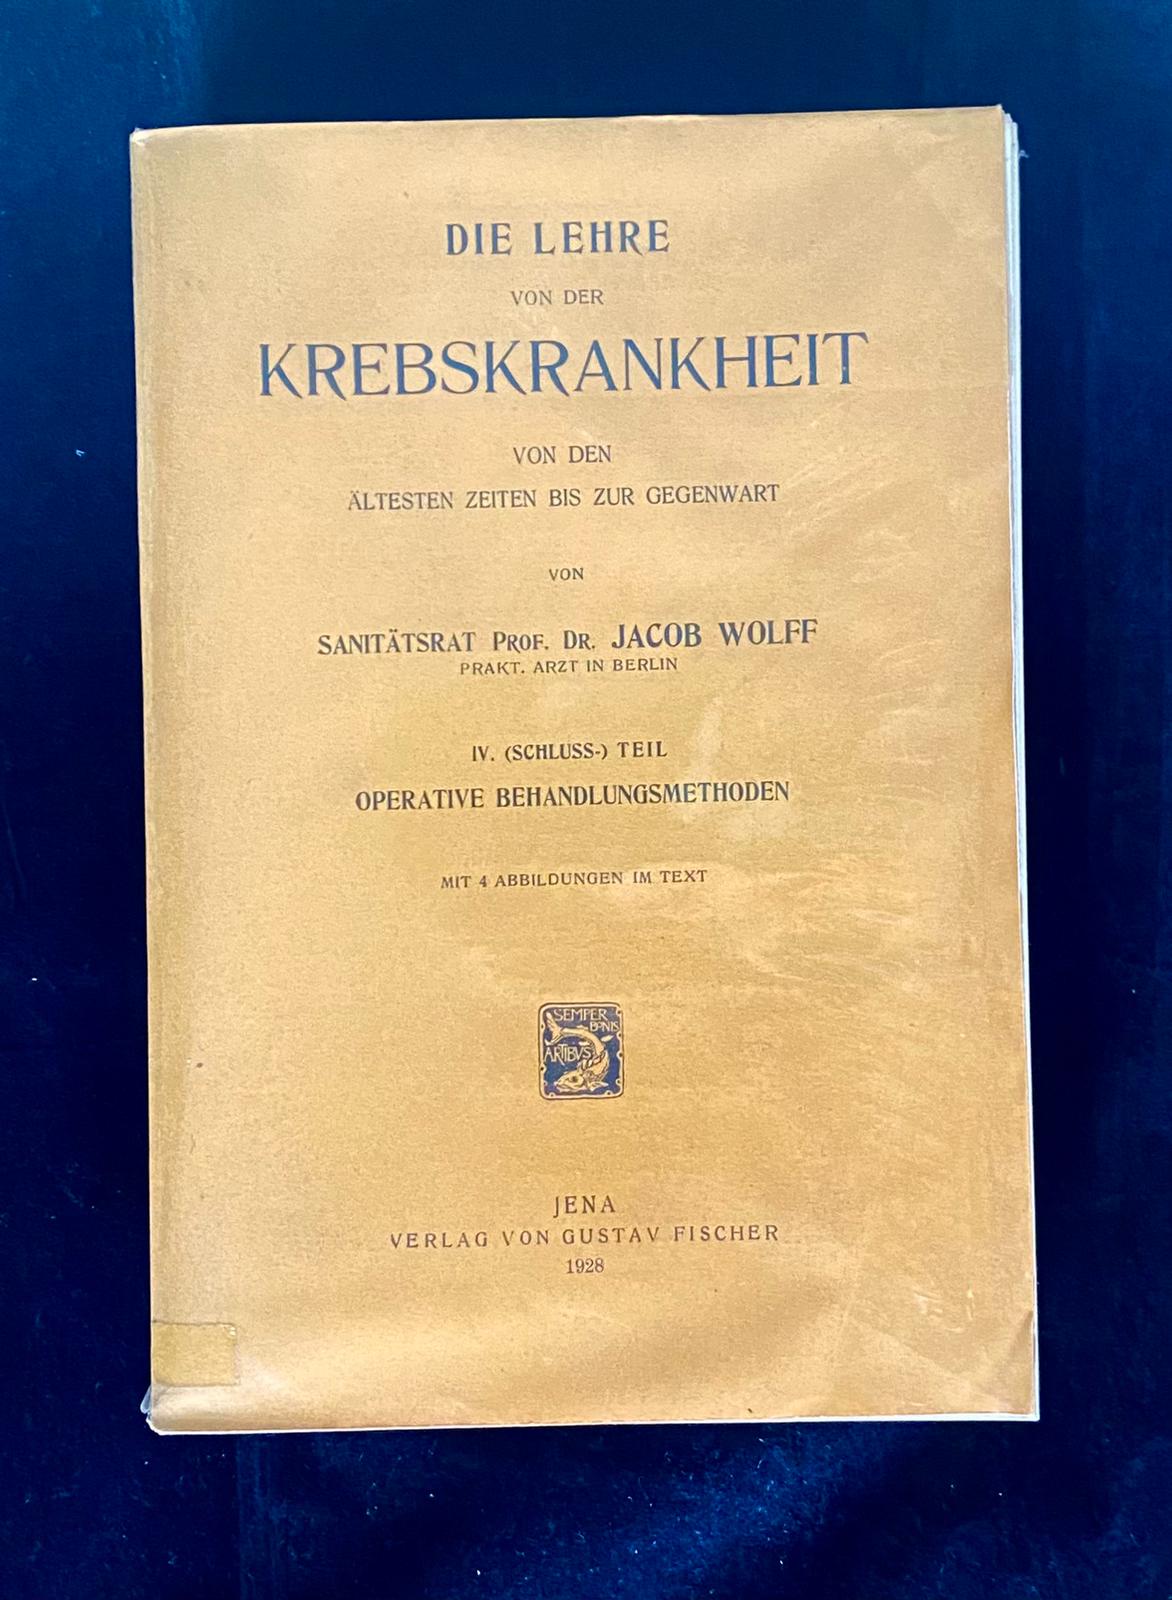 DIE LEHRE
VON DER
KREBSKRANKHEIT
VON DEN
ÄLTESTEN ZEITEN BIS ZUR GEGENWART
VON
SANITÄTSRAT PROF. DR. JACOB WOLFF
PRAKT. ARZT IN BERLIN
IV. (SCHLUSS-) TEIL
OPERATIVE BEHANDLUNGSMETHODEN
MIT 4 ABBILDUNGEN IM TEXT
SEMPER
BONIS
ARTIBVS
JENA
VERLAG VON GUSTAV FISCHER
1928